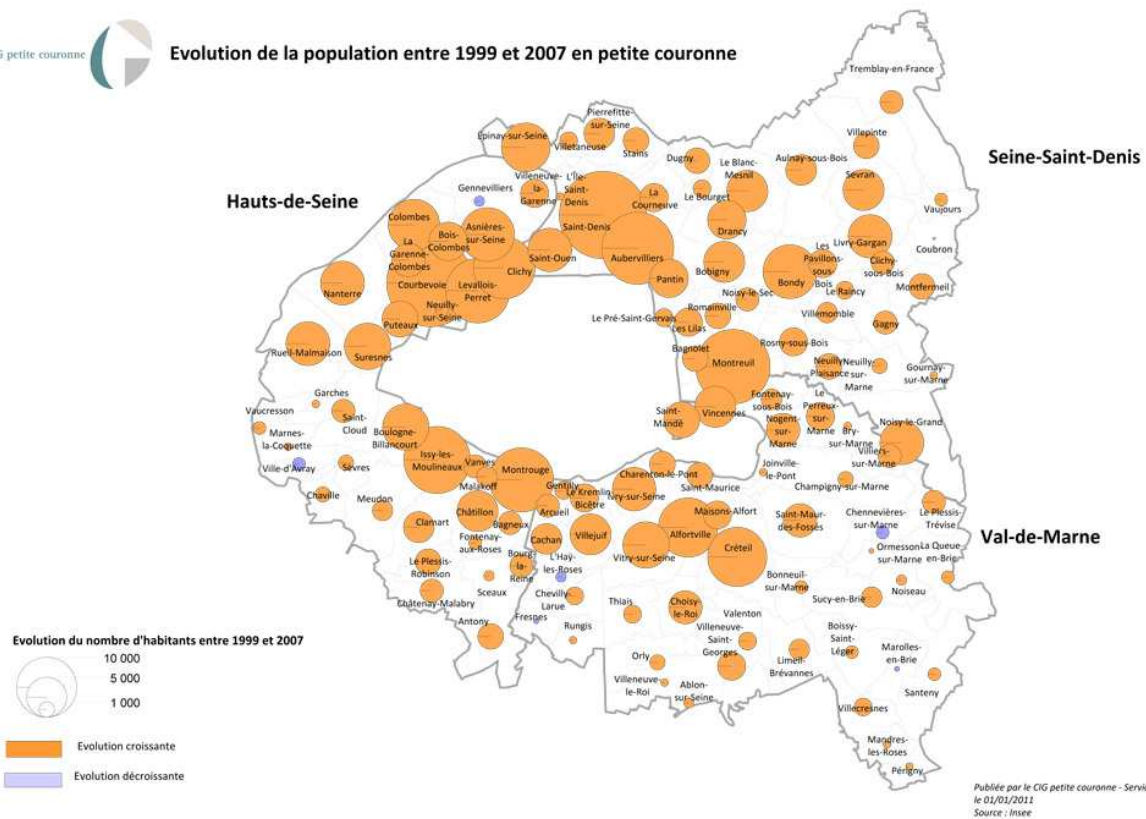 G petite couronne
Evolution de la population entre 1999 et 2007 en petite couronne
Hauts-de-Seine
Seine-Saint-Denis
Val-de-Marne
Tremblay-en-France
Pierrefitte-
sur-Seine
Epinay-sur-Seine
Villetaneuse
Stains
Dugny
Le Blanc-
Mesnil
Aulnay-sous-Bois
Villepinte
Sevran
Vaujours
Coubron
Villeneuve-
la-Garenne
Gennevilliers
L'Île-
Saint-
Denis
Saint-Denis
La
Courneuve
Le Bourget
Drancy
Livry-Gargan
Clichy-
sous-Bois
Montfermeil
Colombes
Bois-
Colombes
Asnières-
sur-Seine
La
Garenne-
Colombes
Courbevoie
Levallois-
Perret
Clichy
Saint-Ouen
Aubervilliers
Pantin
Bobigny
Bondy
Les
Pavillons-
sous-
Bois
Le Raincy
Nanterre
Neuilly-
sur-Seine
Puteaux
Suresnes
Rueil-Malmaison
Noisy-le-Sec
Romainville
Le Pré-Saint-Gervais
Les Lilas
Villemomble
Gagny
Rosny-sous-Bois
Bagnolet
Montreuil
Neuilly
Plaisance
Neuilly-
sur-
Marne
Gournay-
sur-Marne
Garches
Vaucresson
Saint-
Cloud
Marnes-
la-Coquette
Ville-d'Avray
Sèvres
Chaville
Meudon
Boulogne-
Billancourt
Issy-les-
Moulineaux
Vanves
Malakoff
Montrouge
Saint-
Mandé
Vincennes
Fontenay-
sous-Bois
Nogent-
sur-
Marne
Le
Perreux-
sur-
Marne
Bry-
sur-Marne
Noisy-le-Grand
Villiers-
sur-Marne
Gentilly
Le Kremlin
Bicêtre
Ivry-sur-Seine
Charenton-le-Pont
Saint-Maurice
Joinville-
le-Pont
Champigny-sur-Marne
Châtillon
Clamart
Bagneux
Fontenay-
aux-Roses
Arcueil
Cachan
Villejuif
Vitry-sur-Seine
Maisons-Alfort
Alfortville
Créteil
Saint-Maur-
des-Fossés
Chennevières-
sur-Marne
Le Plessis-
Trévise
Ormesson-
sur-Marne
La Queue-
en-Brie
Le Plessis-
Robinson
Bourg-
la-
Reine
Sceaux
Châtenay-Malabry
Antony
L'Haÿ-
les-Roses
Chevilly-
Larue
Fresnes
Rungis
Thiais
Choisy-
le-Roi
Valenton
Villeneuve-
Saint-
Georges
Bonneuil-
sur-Marne
Sucy-en-Brie
Noiseau
Orly
Villeneuve-
le-Roi
Ablon-
sur-Seine
Limeil-
Brévannes
Boissy-
Saint-
Léger
Marolles-
en-Brie
Santeny
Villecresnes
Mandres-
les-Roses
Périgny
Evolution du nombre d'habitants entre 1999 et 2007
10 000
5 000
1 000
Evolution croissante
Evolution décroissante
Publiée par le CIG petite couronne - Servi
le 01/01/2011
Source : Insee